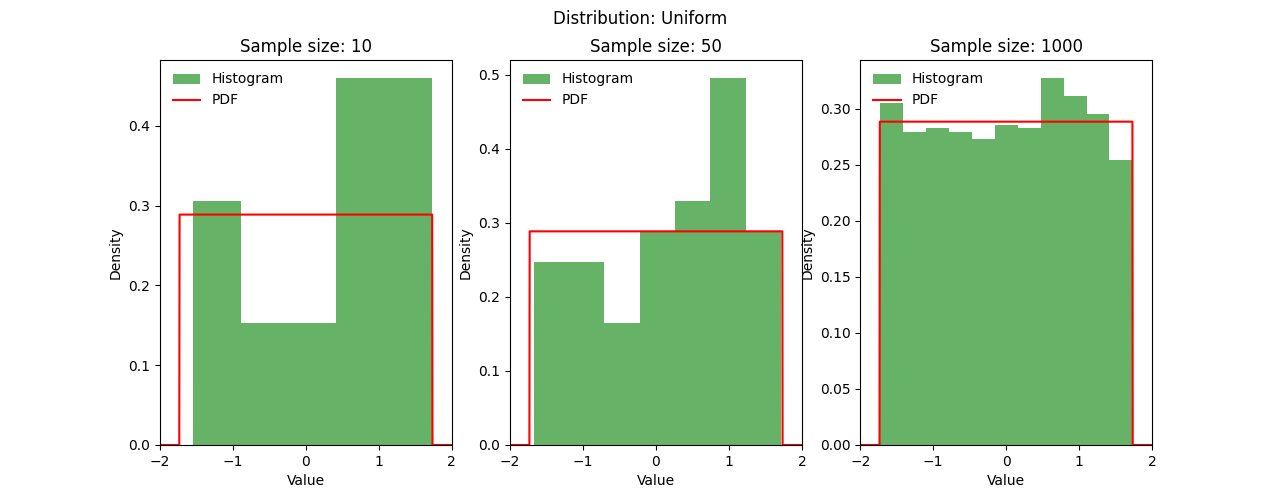 Distribution: Uniform
Sample size: 10
Histogram
PDF
0.4
0.3
0.2
0.1
0.0
Density
−2 −1 0 1 2
Value
Sample size: 50
Histogram
PDF
0.5
0.4
0.3
0.2
0.1
0.0
Density
−2 −1 0 1 2
Value
Sample size: 1000
Histogram
PDF
0.30
0.25
0.20
0.15
0.10
0.05
0.00
Density
−2 −1 0 1 2
Value